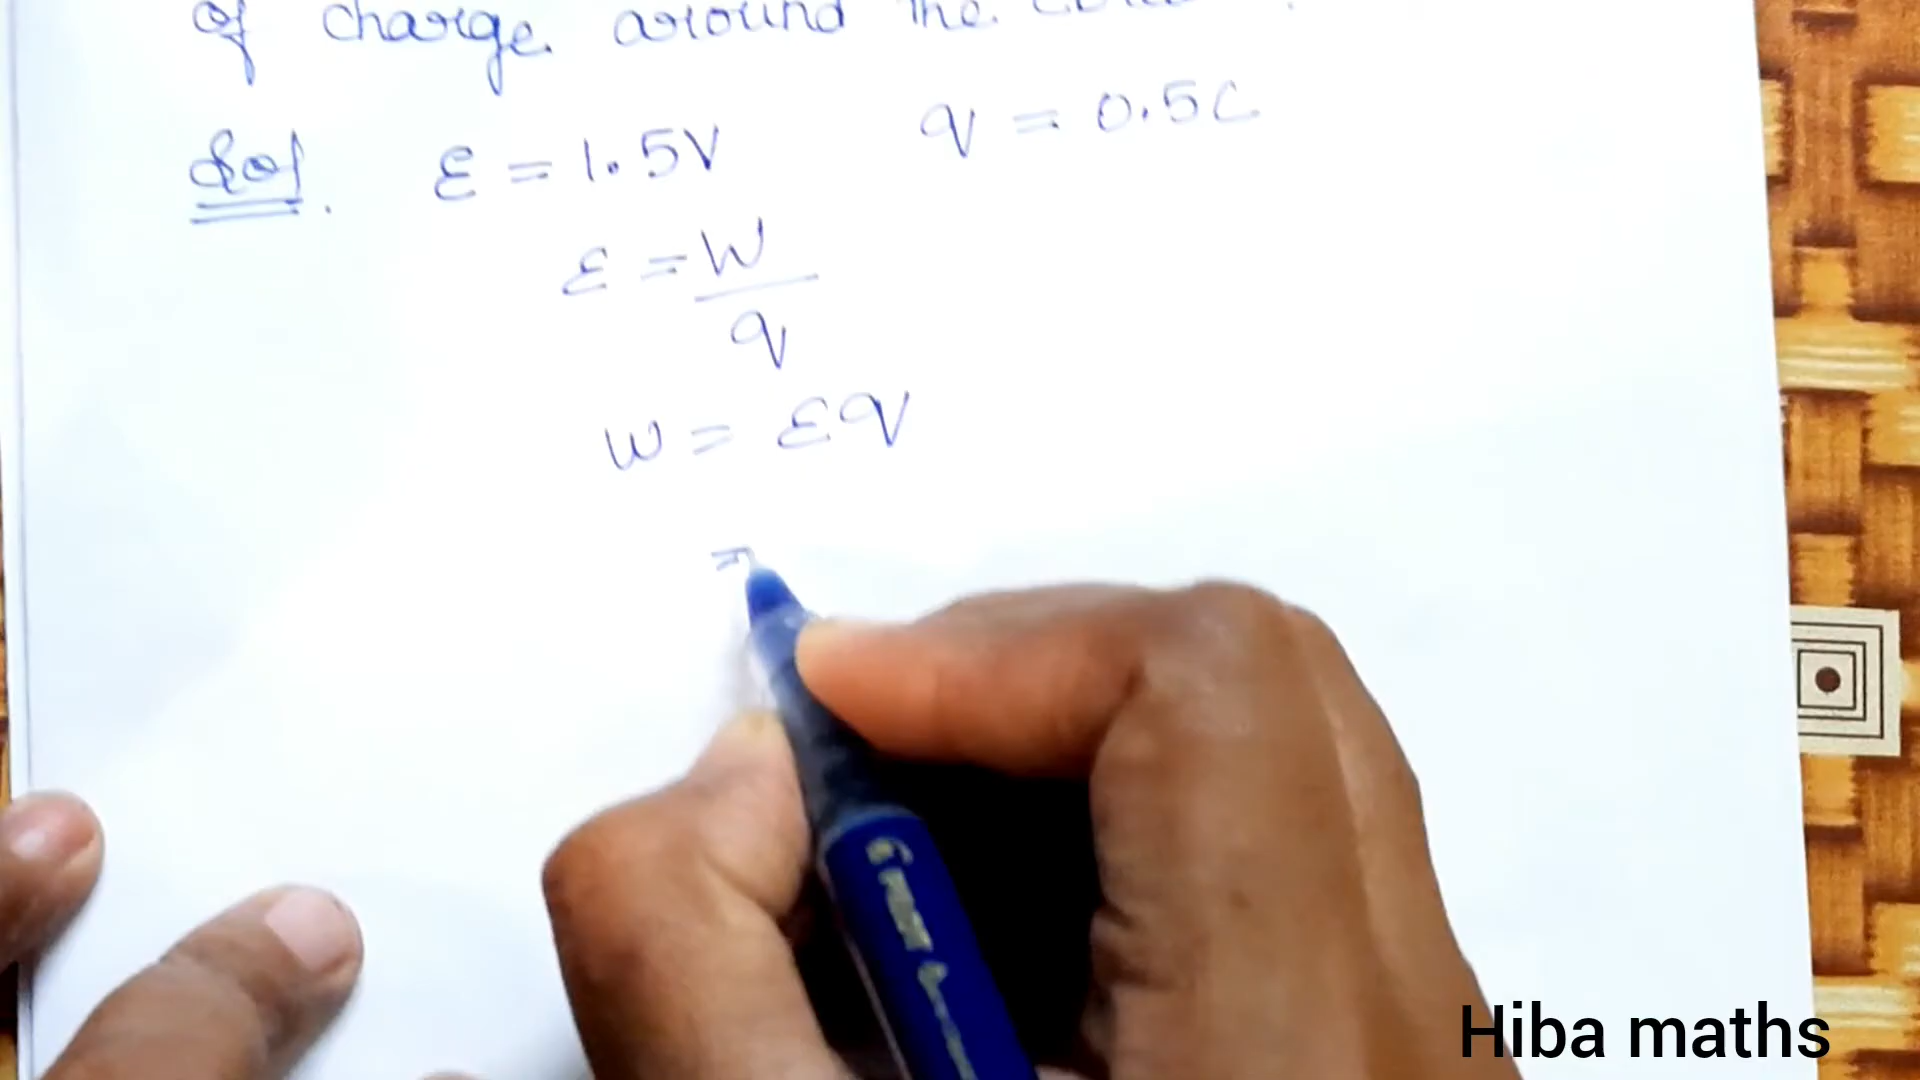 of charge around the
Sol. ε = 1.5V q = 0.5C
ε = W
q
w = εq
=
Hiba maths